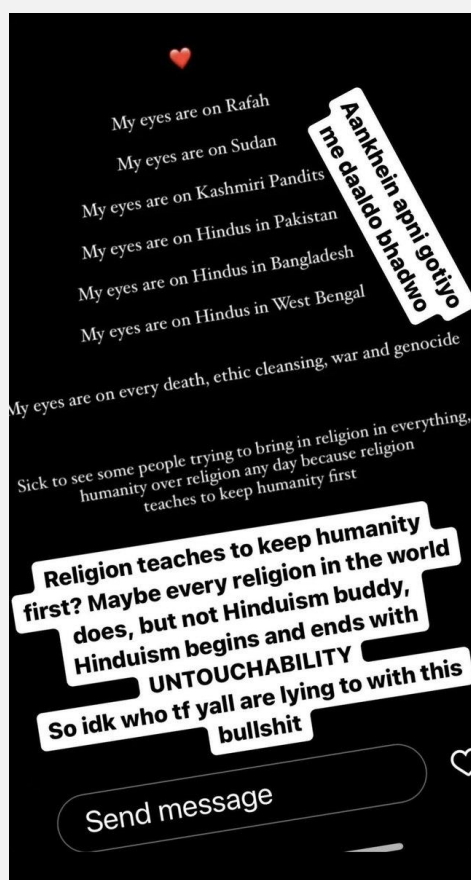 My eyes are on Rafah
My eyes are on Sudan
My eyes are on Kashmiri Pandits
My eyes are on Hindus in Pakistan
My eyes are on Hindus in Bangladesh
My eyes are on Hindus in West Bengal
Aankhein apni gotiyo
me daaldo bhadwo
My eyes are on every death, ethic cleansing, war and genocide
Sick to see some people trying to bring in religion in everything,
humanity over religion any day because religion
teaches to keep humanity first
Religion teaches to keep humanity
first? Maybe every religion in the world
does, but not Hinduism buddy,
Hinduism begins and ends with
UNTOUCHABILITY
So idk who tf yall are lying to with this
bullshit
Send message